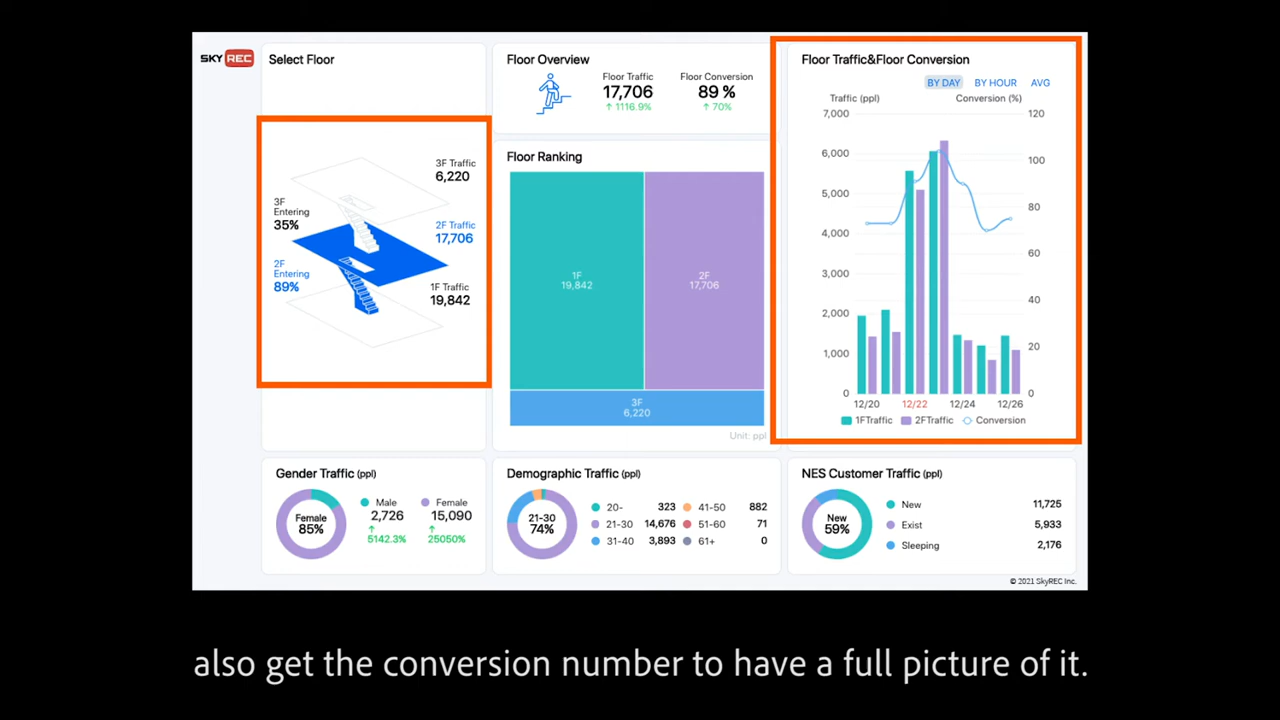 SKY REC
Select Floor
3F Traffic
6,220
3F
Entering
35%
2F Traffic
17,706
2F
Entering
89%
1F Traffic
19,842
Floor Overview
Floor Traffic
17,706
↑ 1116.9%
Floor Conversion
89 %
↑ 70%
Floor Ranking
1F
19,842
2F
17,706
3F
6,220
Unit: ppl
Floor Traffic&Floor Conversion
BY DAY BY HOUR AVG
Traffic (ppl) Conversion (%)
7,000 120
6,000 100
5,000 80
4,000 60
3,000 40
2,000 20
1,000
0 0
12/20 12/22 12/24 12/26
1FTraffic 2FTraffic Conversion
Gender Traffic (ppl)
Female
85%
Male
2,726
↑
5142.3%
Female
15,090
↑
25050%
Demographic Traffic (ppl)
21-30
74%
20- 323 41-50 882
21-30 14,676 51-60 71
31-40 3,893 61+ 0
NES Customer Traffic (ppl)
New
59%
New 11,725
Exist 5,933
Sleeping 2,176
© 2021 SkyREC Inc.
also get the conversion number to have a full picture of it.